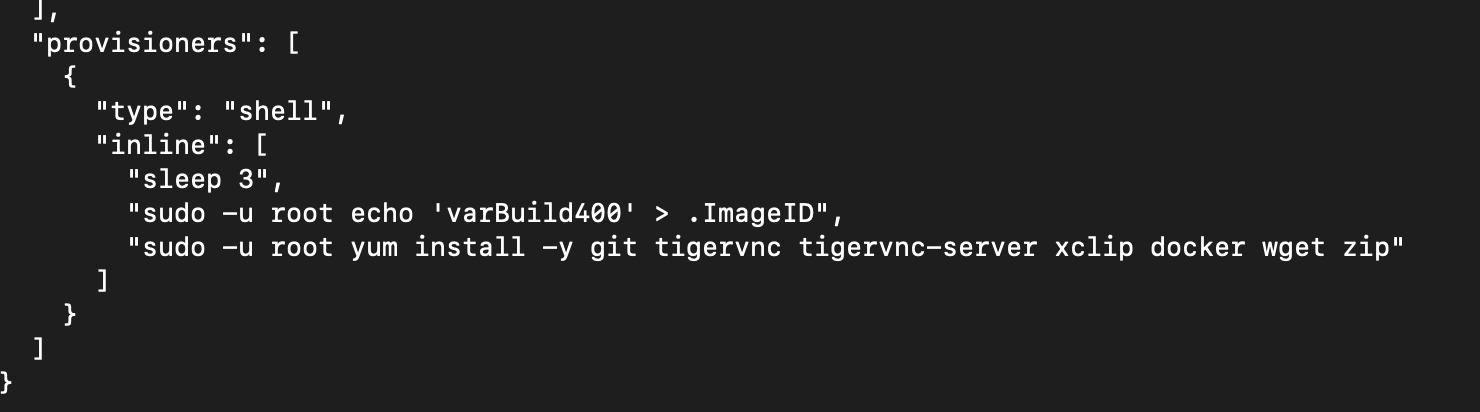 ],
  "provisioners": [
    {
      "type": "shell",
      "inline": [
        "sleep 3",
        "sudo -u root echo 'varBuild400' > .ImageID",
        "sudo -u root yum install -y git tigervnc tigervnc-server xclip docker wget zip"
      ]
    }
  ]
}